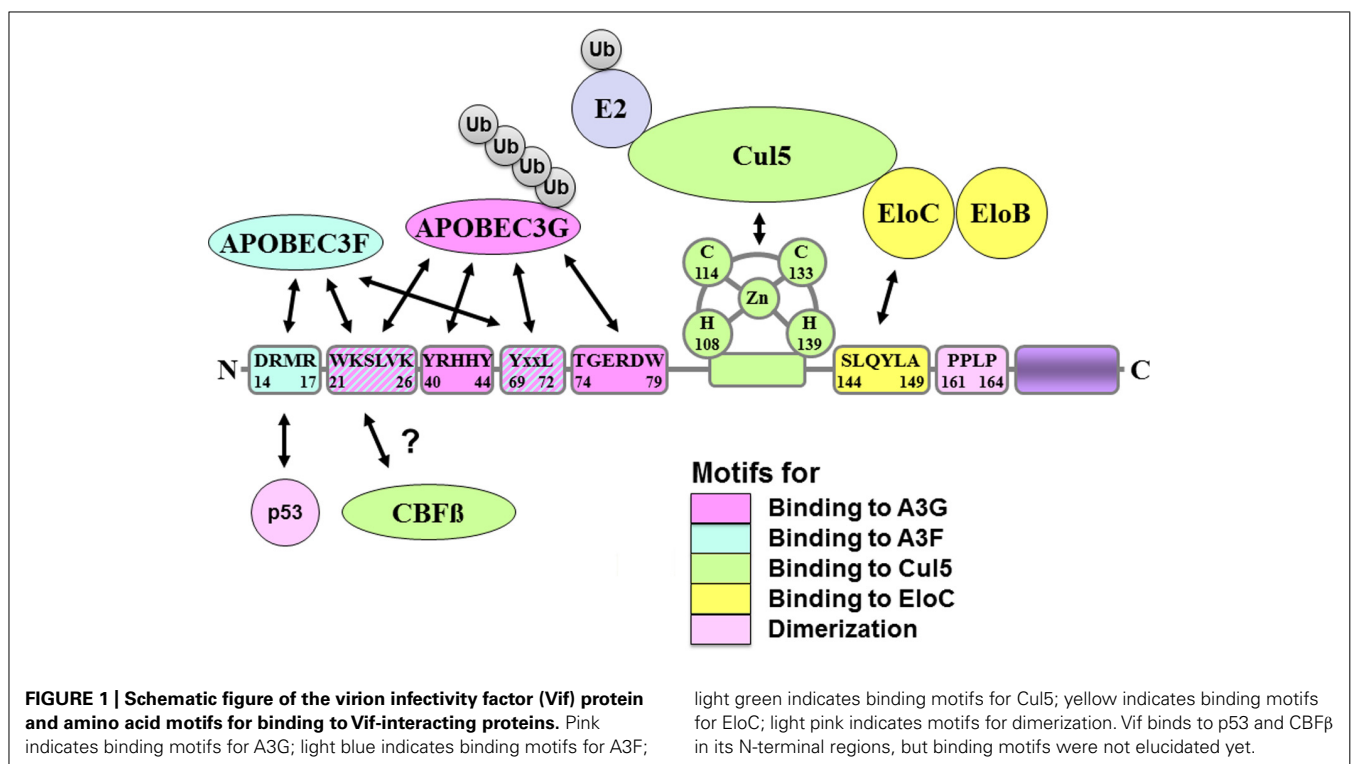 Ub
E2
Cul5
Ub
Ub
Ub
Ub
APOBEC3F
APOBEC3G
EloC
EloB
C
114
C
133
Zn
H
108
H
139
N
DRMR
14 17
WKSLVK
21 26
YRHHY
40 44
YxxL
69 72
TGERDW
74 79
SLQYLA
144 149
PPLP
161 164
C
?
p53
CBFß
Motifs for
Binding to A3G
Binding to A3F
Binding to Cul5
Binding to EloC
Dimerization
FIGURE 1 | Schematic figure of the virion infectivity factor (Vif) protein
and amino acid motifs for binding to Vif-interacting proteins. Pink
indicates binding motifs for A3G; light blue indicates binding motifs for A3F;
light green indicates binding motifs for Cul5; yellow indicates binding motifs
for EloC; light pink indicates motifs for dimerization. Vif binds to p53 and CBFβ
in its N-terminal regions, but binding motifs were not elucidated yet.